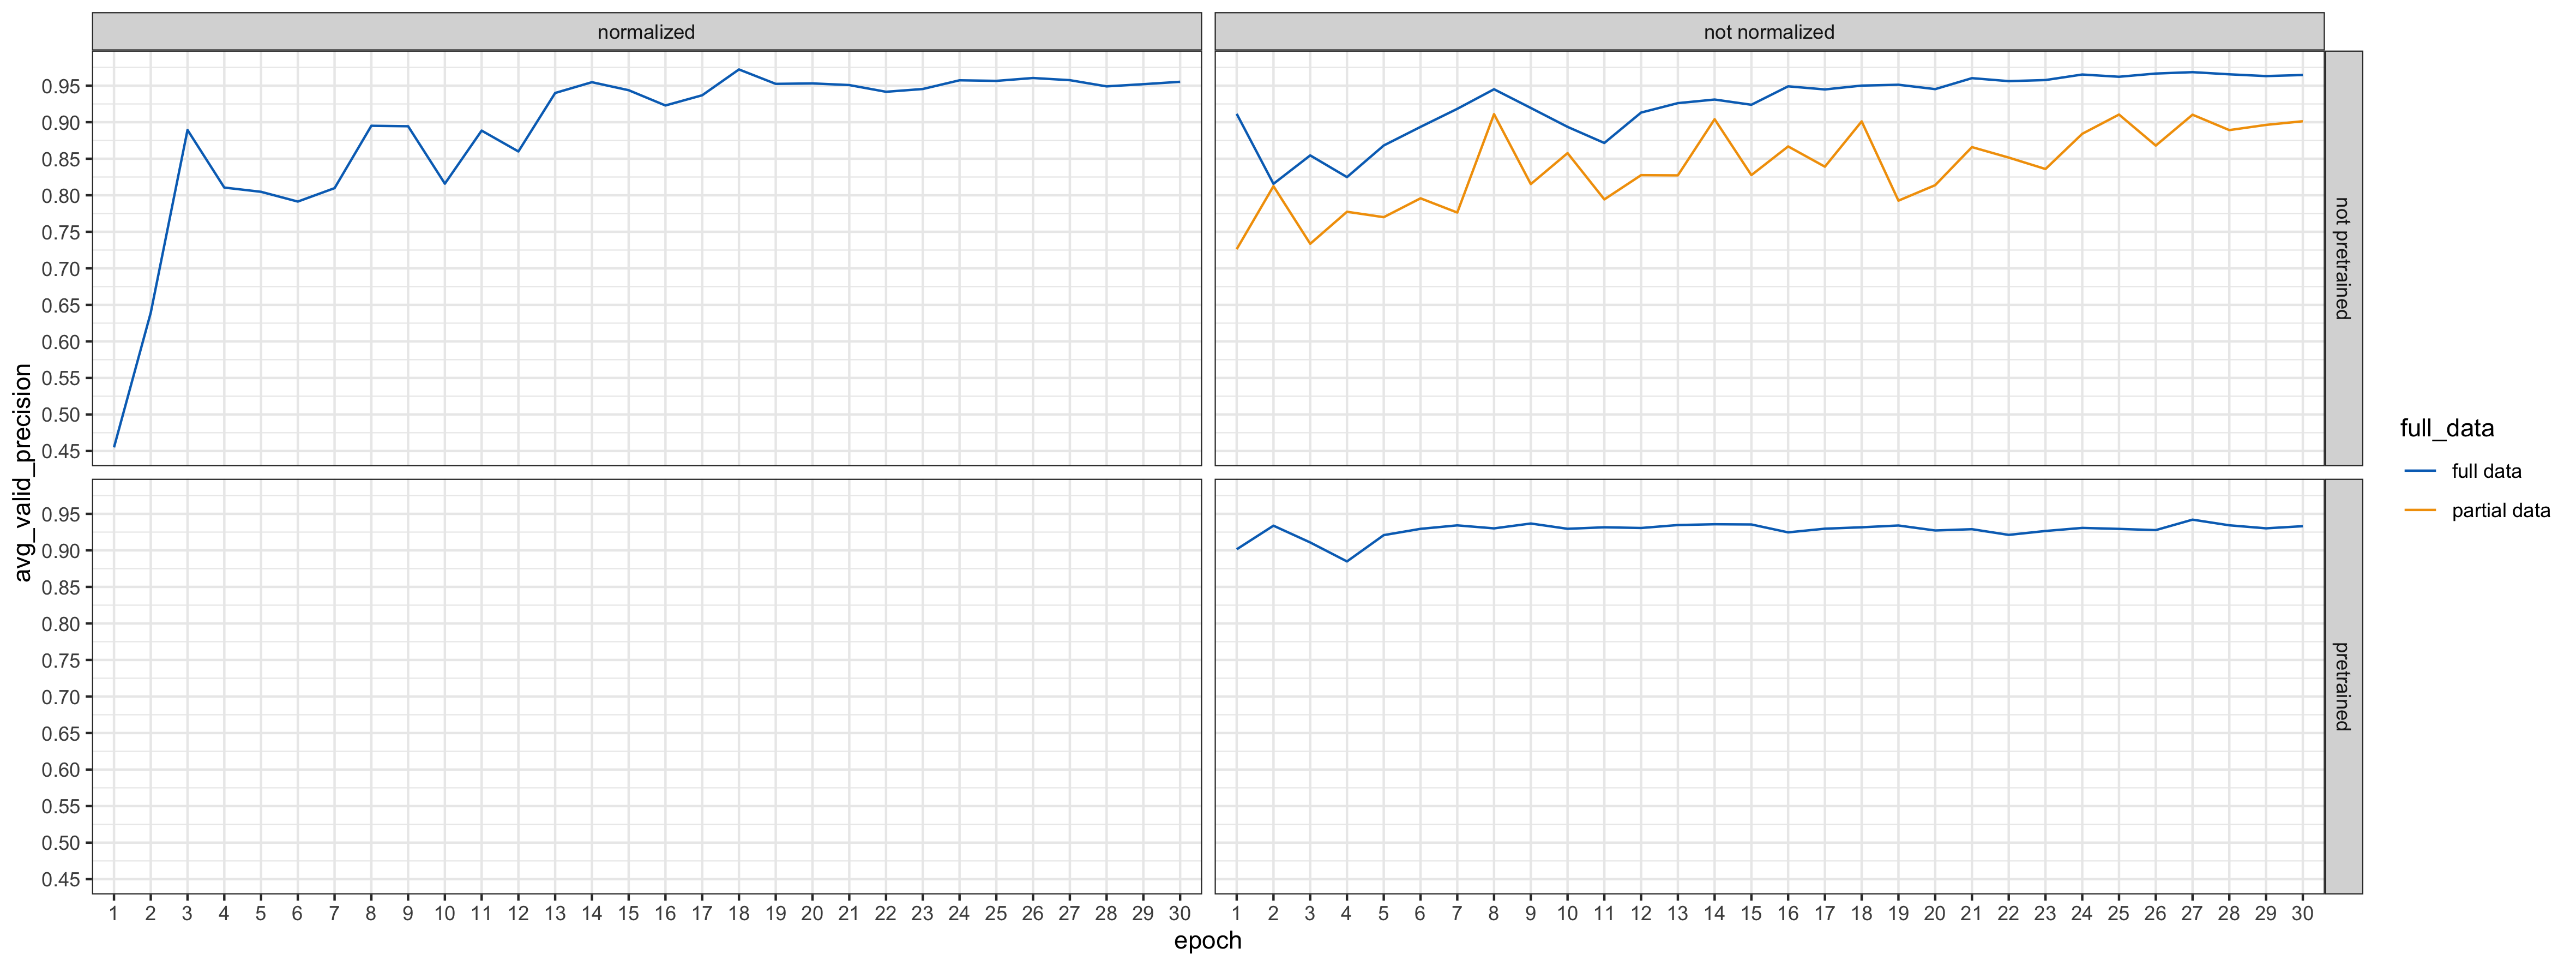 normalized
not normalized
0.95
0.90
0.85
0.80
0.75
0.70
0.65
0.60
0.55
0.50
0.45
not pretrained
avg_valid_precision
0.95
0.90
0.85
0.80
0.75
0.70
0.65
0.60
0.55
0.50
0.45
pretrained
1 2 3 4 5 6 7 8 9 10 11 12 13 14 15 16 17 18 19 20 21 22 23 24 25 26 27 28 29 30
1 2 3 4 5 6 7 8 9 10 11 12 13 14 15 16 17 18 19 20 21 22 23 24 25 26 27 28 29 30
epoch
full_data
full data
partial data